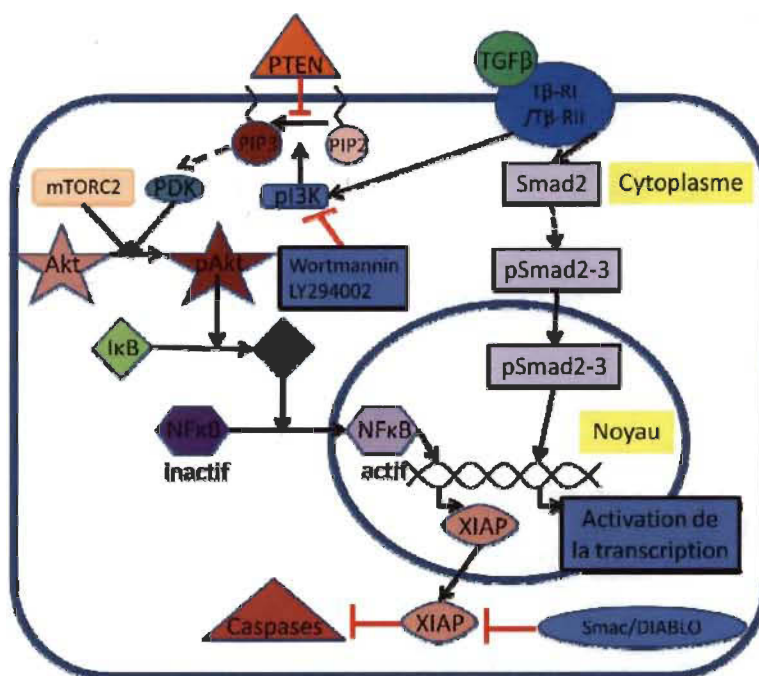 PTEN
TGFβ
Tβ-RI
/Tβ-RII
PIP3
PIP2
mTORC2
PDK
pI3K
Smad2
Cytoplasme
Akt
pAkt
Wortmannin
LY294002
pSmad2-3
IκB
pSmad2-3
NFκB
NFκB
Noyau
inactif
actif
XIAP
Activation de
la transcription
Caspases
XIAP
Smac/DIABLO